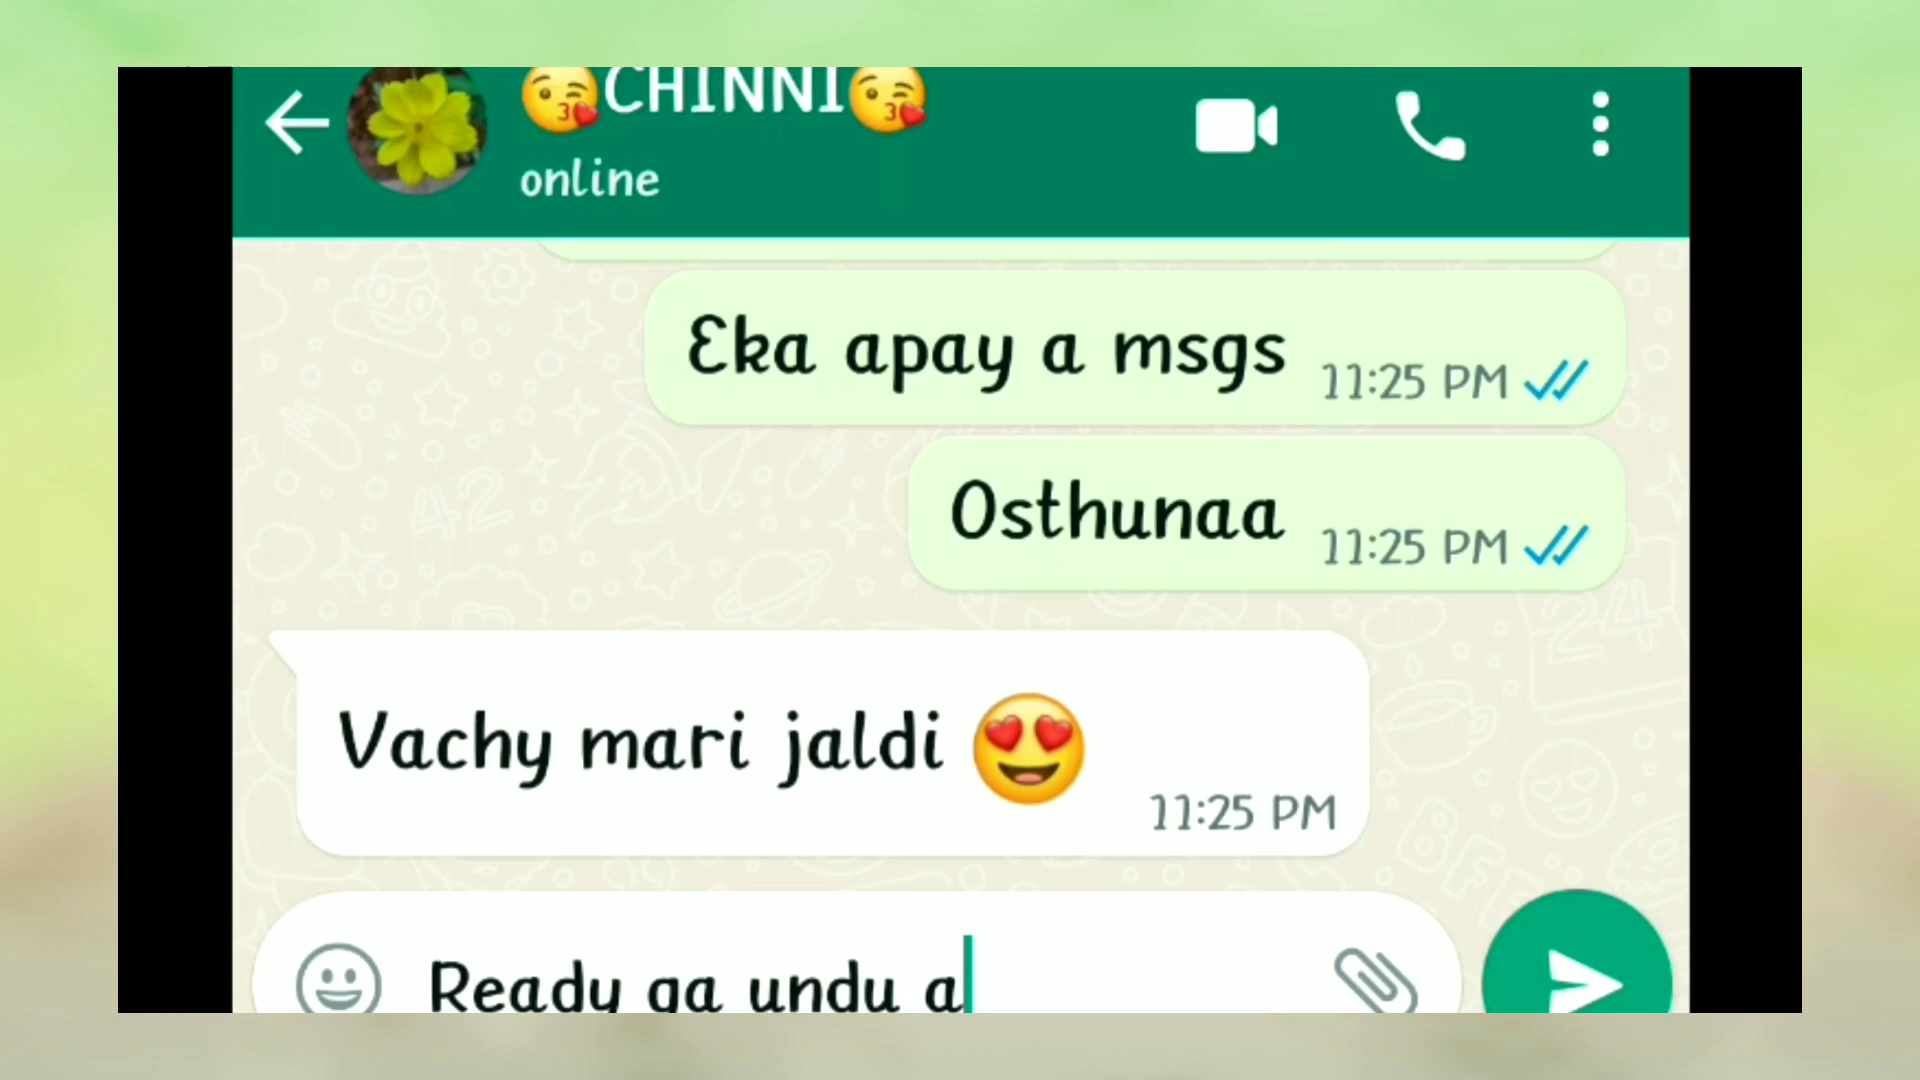 😘CHINNI😘
online
Eka apay a msgs 11:25 PM
Osthunaa 11:25 PM
Vachy mari jaldi 😍
11:25 PM
Ready ga undu a